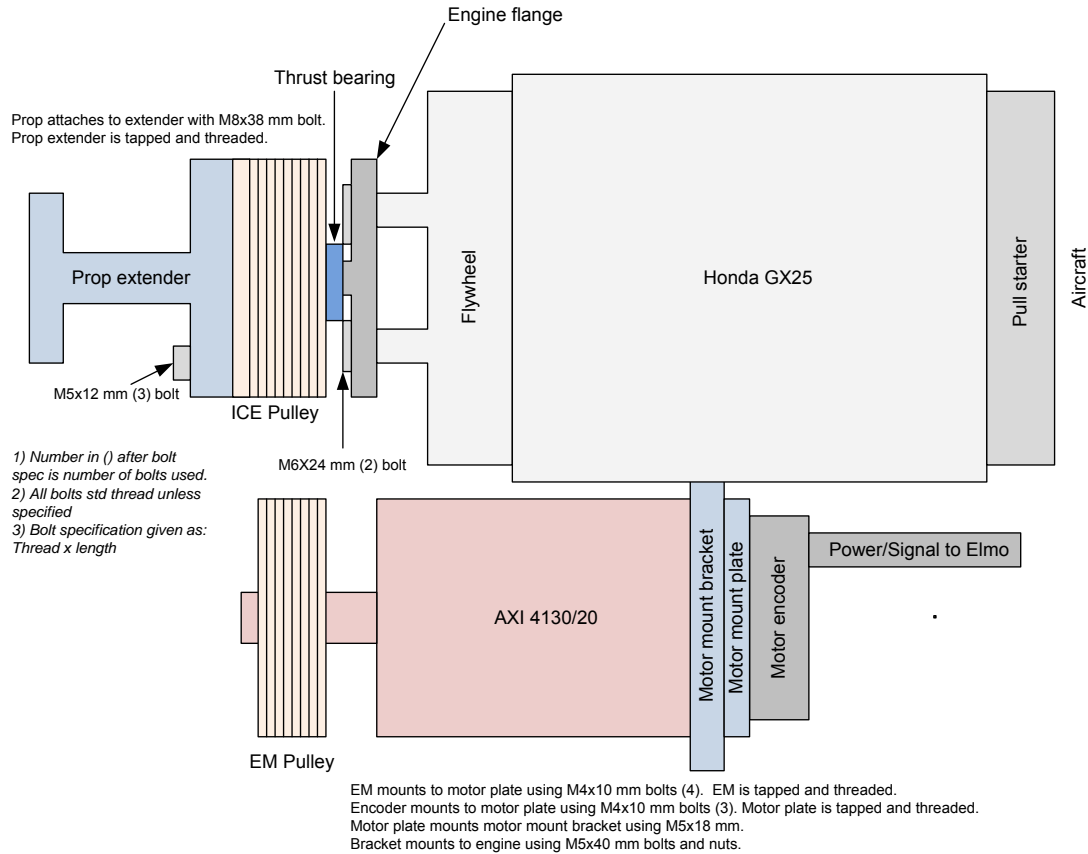 Engine flange
Thrust bearing
Prop attaches to extender with M8x38 mm bolt.
Prop extender is tapped and threaded.
Prop extender
Flywheel
Honda GX25
Pull starter
Aircraft
M5x12 mm (3) bolt
ICE Pulley
M6X24 mm (2) bolt
1) Number in () after bolt
spec is number of bolts used.
2) All bolts std thread unless
specified
3) Bolt specification given as:
Thread x length
AXI 4130/20
Motor mount bracket
Motor mount plate
Motor encoder
Power/Signal to Elmo
EM Pulley
EM mounts to motor plate using M4x10 mm bolts (4).  EM is tapped and threaded.
Encoder mounts to motor plate using M4x10 mm bolts (3). Motor plate is tapped and threaded.
Motor plate mounts motor mount bracket using M5x18 mm.
Bracket mounts to engine using M5x40 mm bolts and nuts.